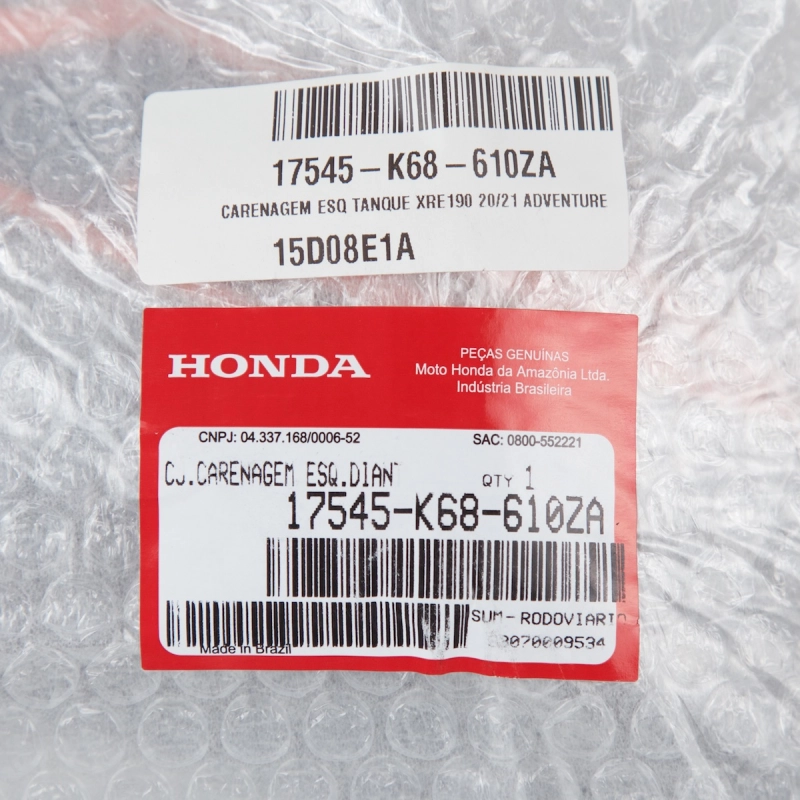 17545-K68-610ZA
CARENAGEM ESQ TANQUE XRE190 20/21 ADVENTURE
15D08E1A
HONDA
PEÇAS GENUÍNAS
Moto Honda da Amazônia Ltda.
Indústria Brasileira
CNPJ: 04.337.168/0006-52 SAC: 0800-552221
CJ.CARENAGEM ESQ.DIANT QTY 1
17545-K68-610ZA
SUM-RODOVIARIO
Made in Brazil